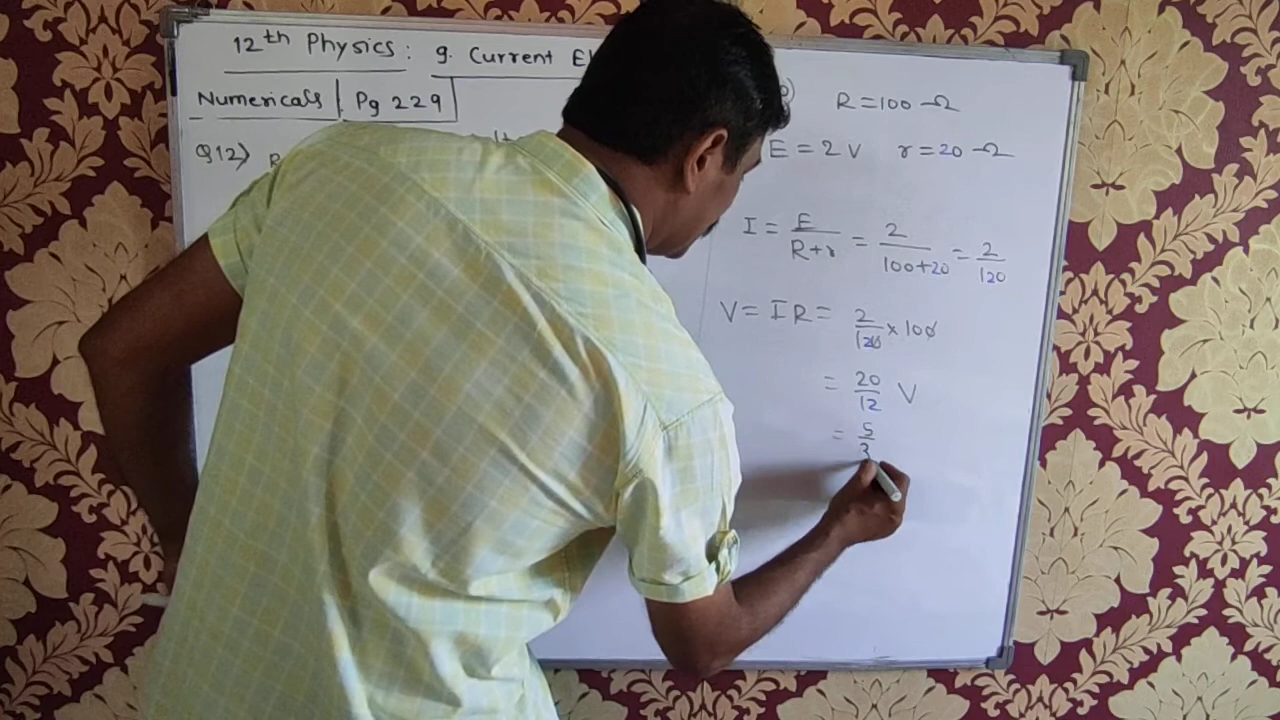 12th Physics: 9. Current El
Numericals Pg 229
Q12)
R = 100 Ω
E = 2 V r = 20 Ω
I = E/R+r = 2/100+20 = 2/120
V = I R = 2/120 × 100
= 20/12 V
= 5/3